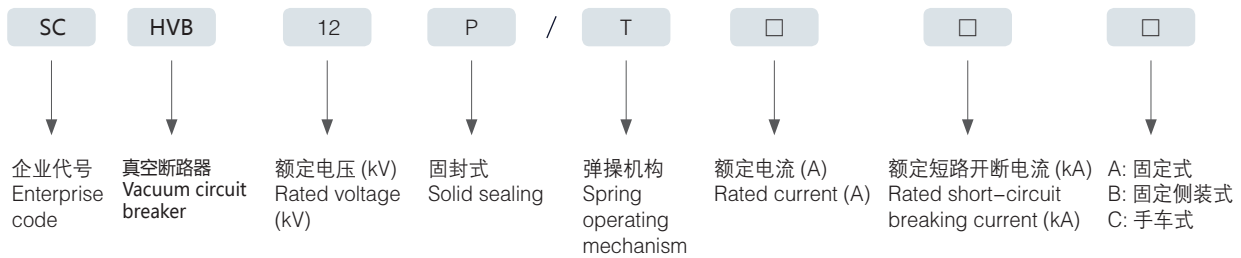 SC HVB 12 P / T □ □ □
企业代号
Enterprise
code
真空断路器
Vacuum circuit
breaker
额定电压 (kV)
Rated voltage
(kV)
固封式
Solid sealing
弹操机构
Spring
operating
mechanism
额定电流 (A)
Rated current (A)
额定短路开断电流 (kA)
Rated short-circuit
breaking current (kA)
A: 固定式
B: 固定侧装式
C: 手车式